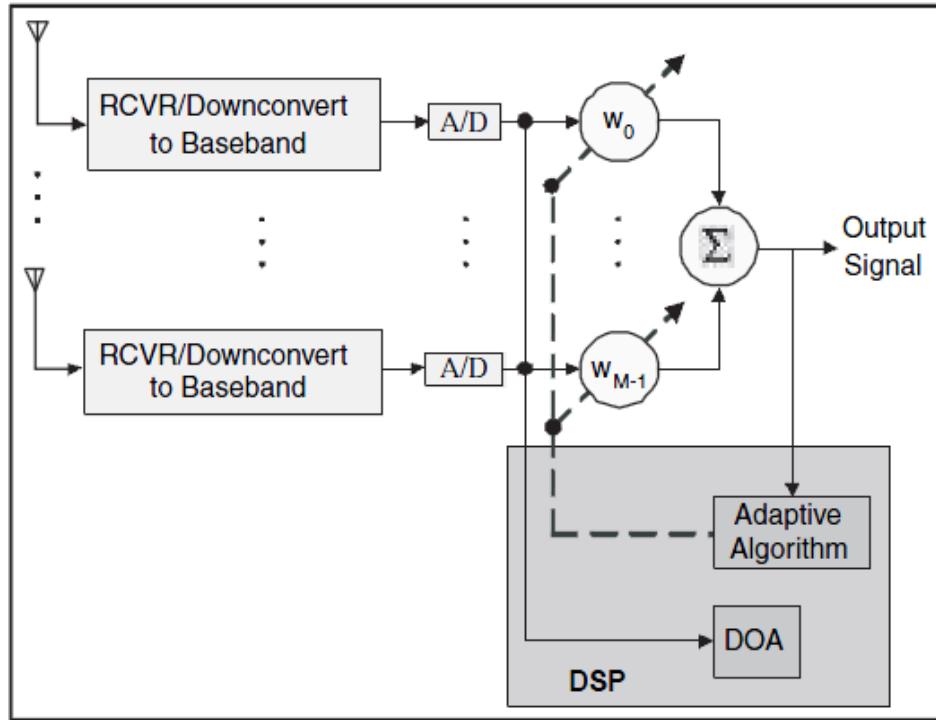 RCVR/Downconvert
to Baseband
A/D
w0
Σ
Output
Signal
RCVR/Downconvert
to Baseband
A/D
wM-1
Adaptive
Algorithm
DOA
DSP